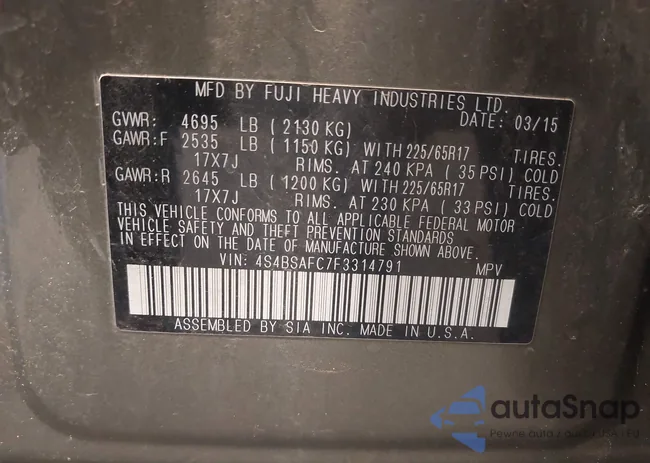 MFD BY FUJI HEAVY INDUSTRIES LTD.
GVWR: 4695 LB (2130 KG) DATE: 03/15
GAWR:F 2535 LB (1150 KG) WITH 225/65R17 TIRES.
17X7J RIMS. AT 240 KPA (35 PSI) COLD
GAWR:R 2645 LB (1200 KG) WITH 225/65R17 TIRES.
17X7J RIMS. AT 230 KPA (33 PSI) COLD
THIS VEHICLE CONFORMS TO ALL APPLICABLE FEDERAL MOTOR
VEHICLE SAFETY AND THEFT PREVENTION STANDARDS
IN EFFECT ON THE DATE OF MANUFACTURE SHOWN ABOVE.
VIN: 4S4BSAFC7F3314791 MPV
ASSEMBLED BY SIA INC. MADE IN U.S.A.
autaSnap
Pewne auta z